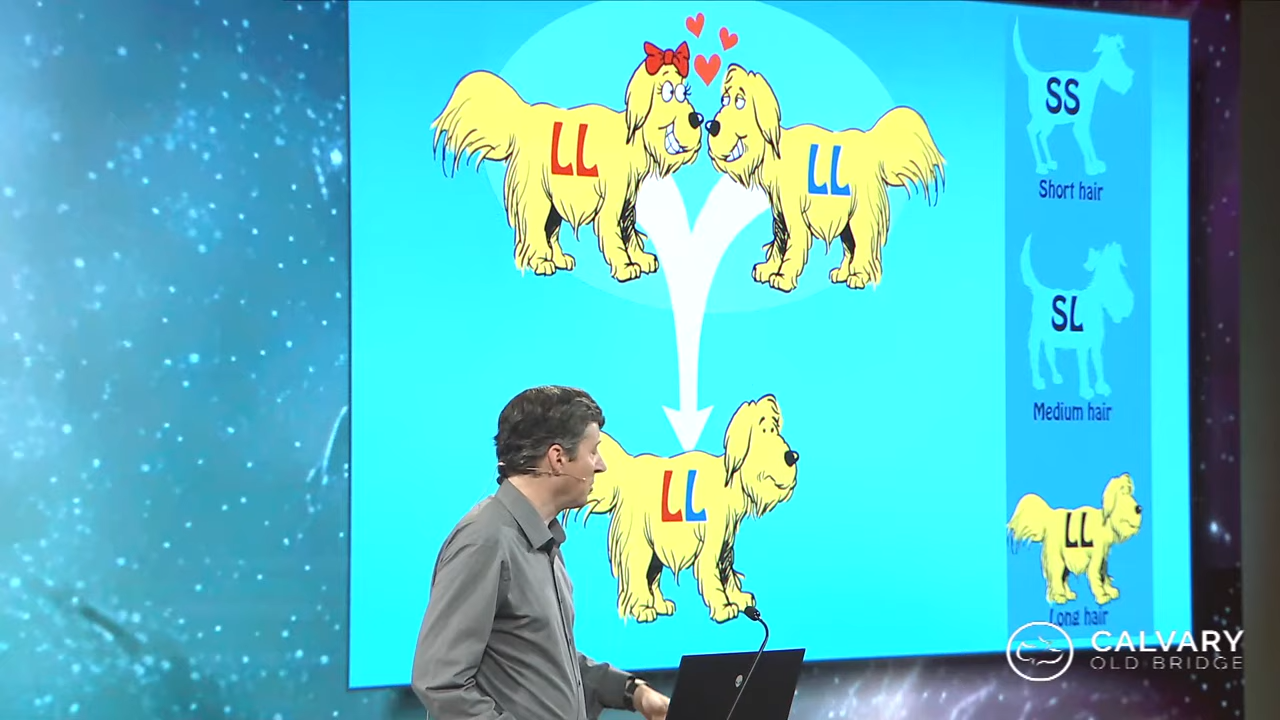 LL
LL
LL
SS
Short hair
SL
Medium hair
LL
Long hair
CALVARY
OLD BRIDGE